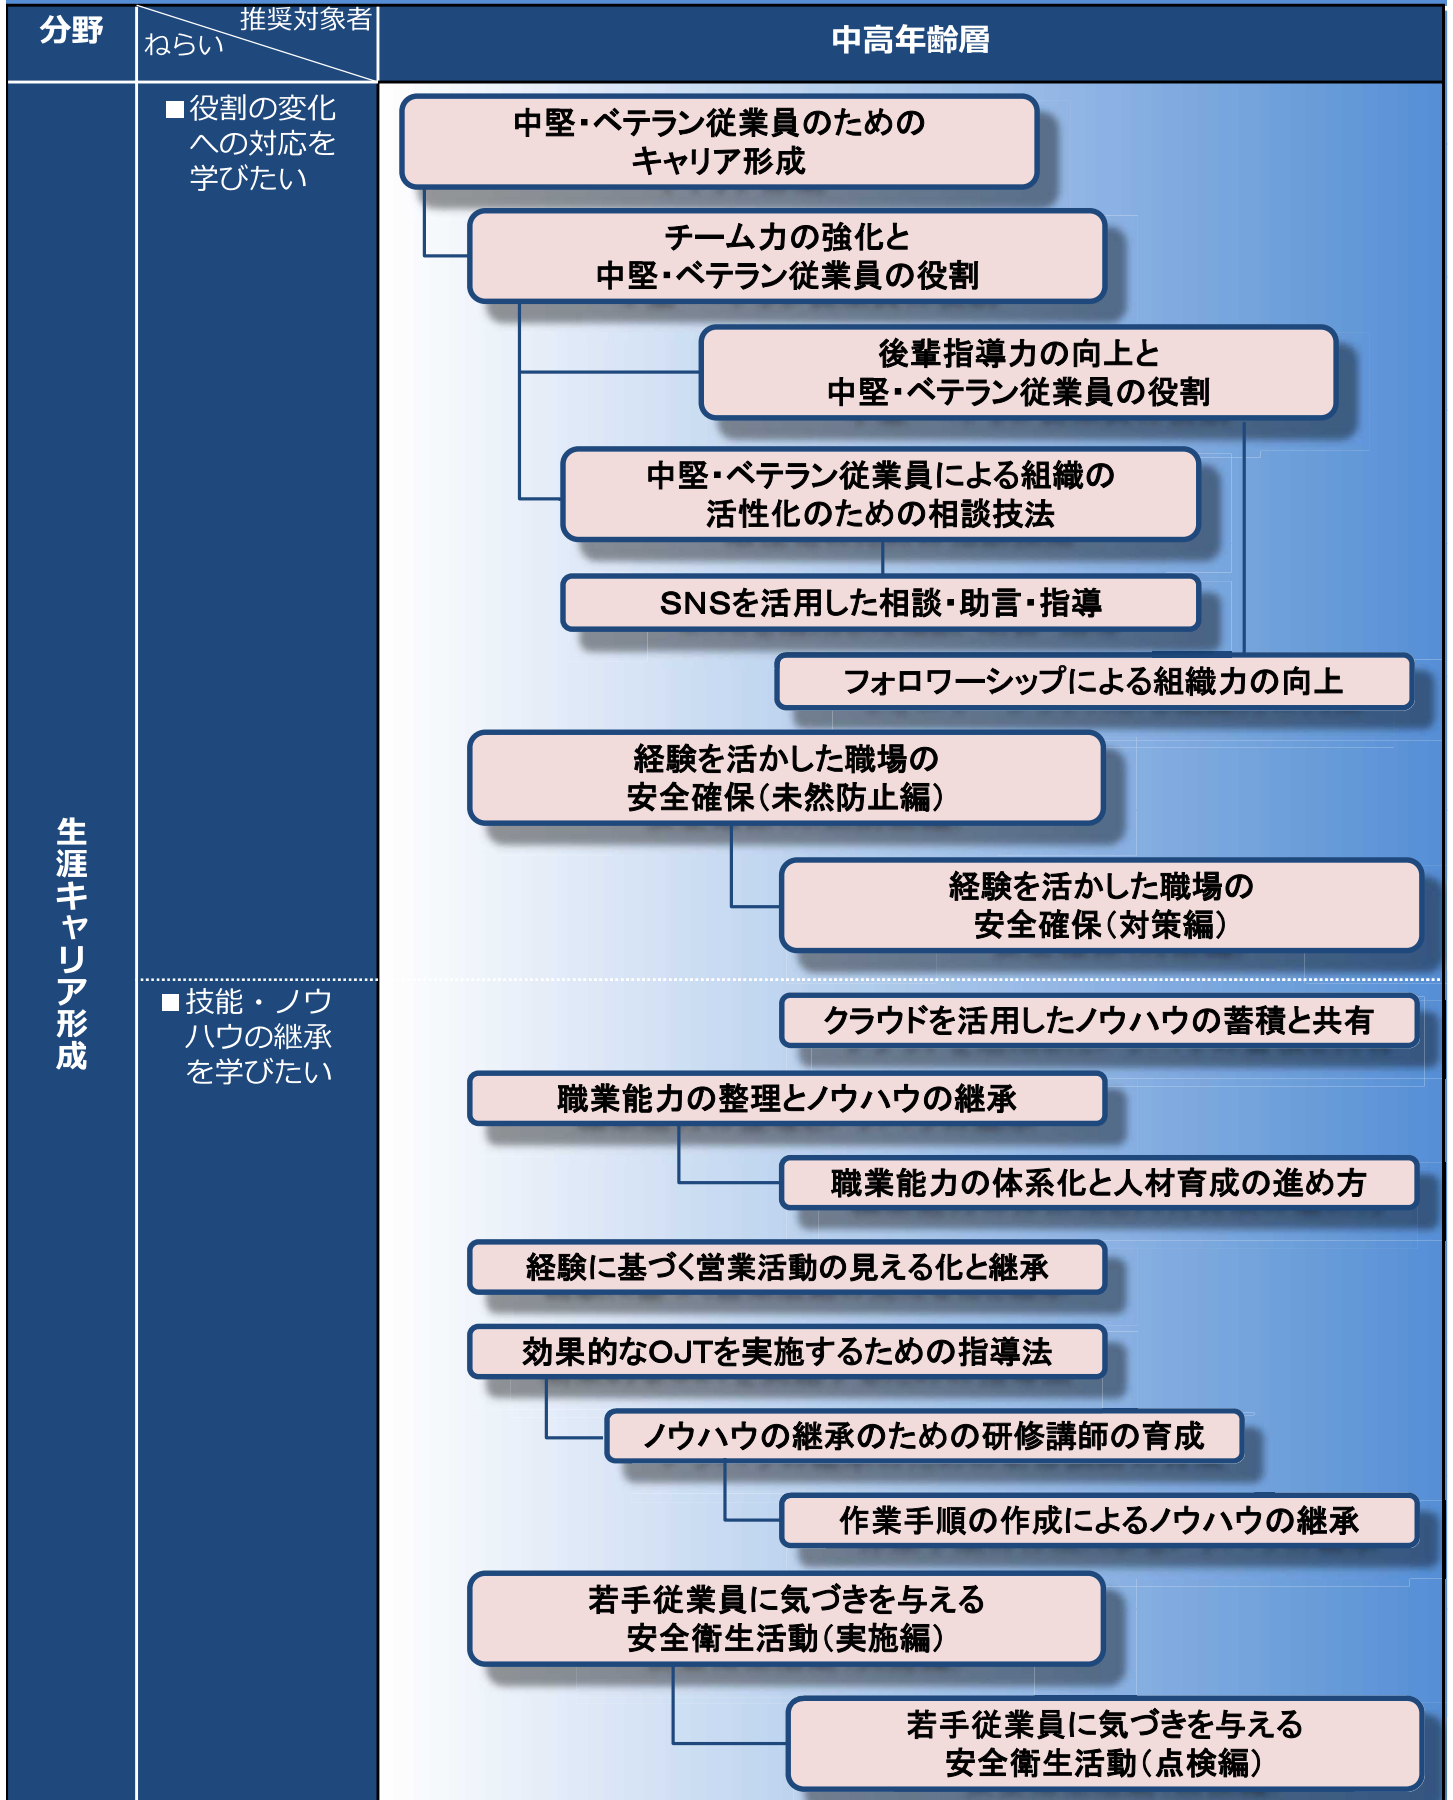 分野
推奨対象者
ねらい
中高年齢層
生涯キャリア形成
■役割の変化
への対応を
学びたい
中堅・ベテラン従業員のための
キャリア形成
チーム力の強化と
中堅・ベテラン従業員の役割
後輩指導力の向上と
中堅・ベテラン従業員の役割
中堅・ベテラン従業員による組織の
活性化のための相談技法
SNSを活用した相談・助言・指導
フォロワーシップによる組織力の向上
経験を活かした職場の
安全確保(未然防止編)
経験を活かした職場の
安全確保(対策編)
■技能・ノウ
ハウの継承
を学びたい
クラウドを活用したノウハウの蓄積と共有
職業能力の整理とノウハウの継承
職業能力の体系化と人材育成の進め方
経験に基づく営業活動の見える化と継承
効果的なOJTを実施するための指導法
ノウハウの継承のための研修講師の育成
作業手順の作成によるノウハウの継承
若手従業員に気づきを与える
安全衛生活動(実施編)
若手従業員に気づきを与える
安全衛生活動(点検編)